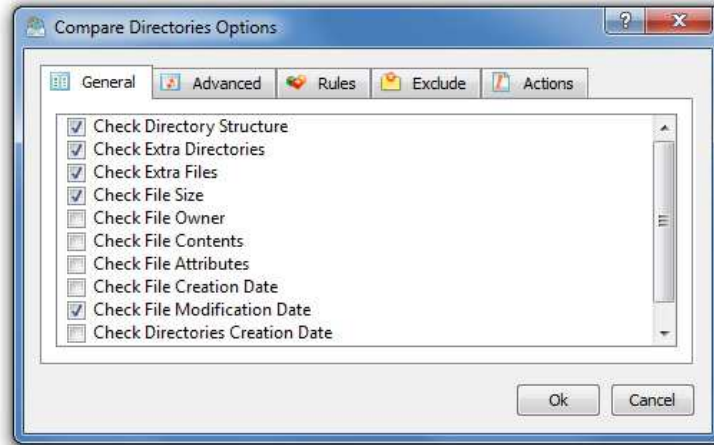 Compare Directories Options
General Advanced Rules Exclude Actions
Check Directory Structure
Check Extra Directories
Check Extra Files
Check File Size
Check File Owner
Check File Contents
Check File Attributes
Check File Creation Date
Check File Modification Date
Check Directories Creation Date
Ok Cancel